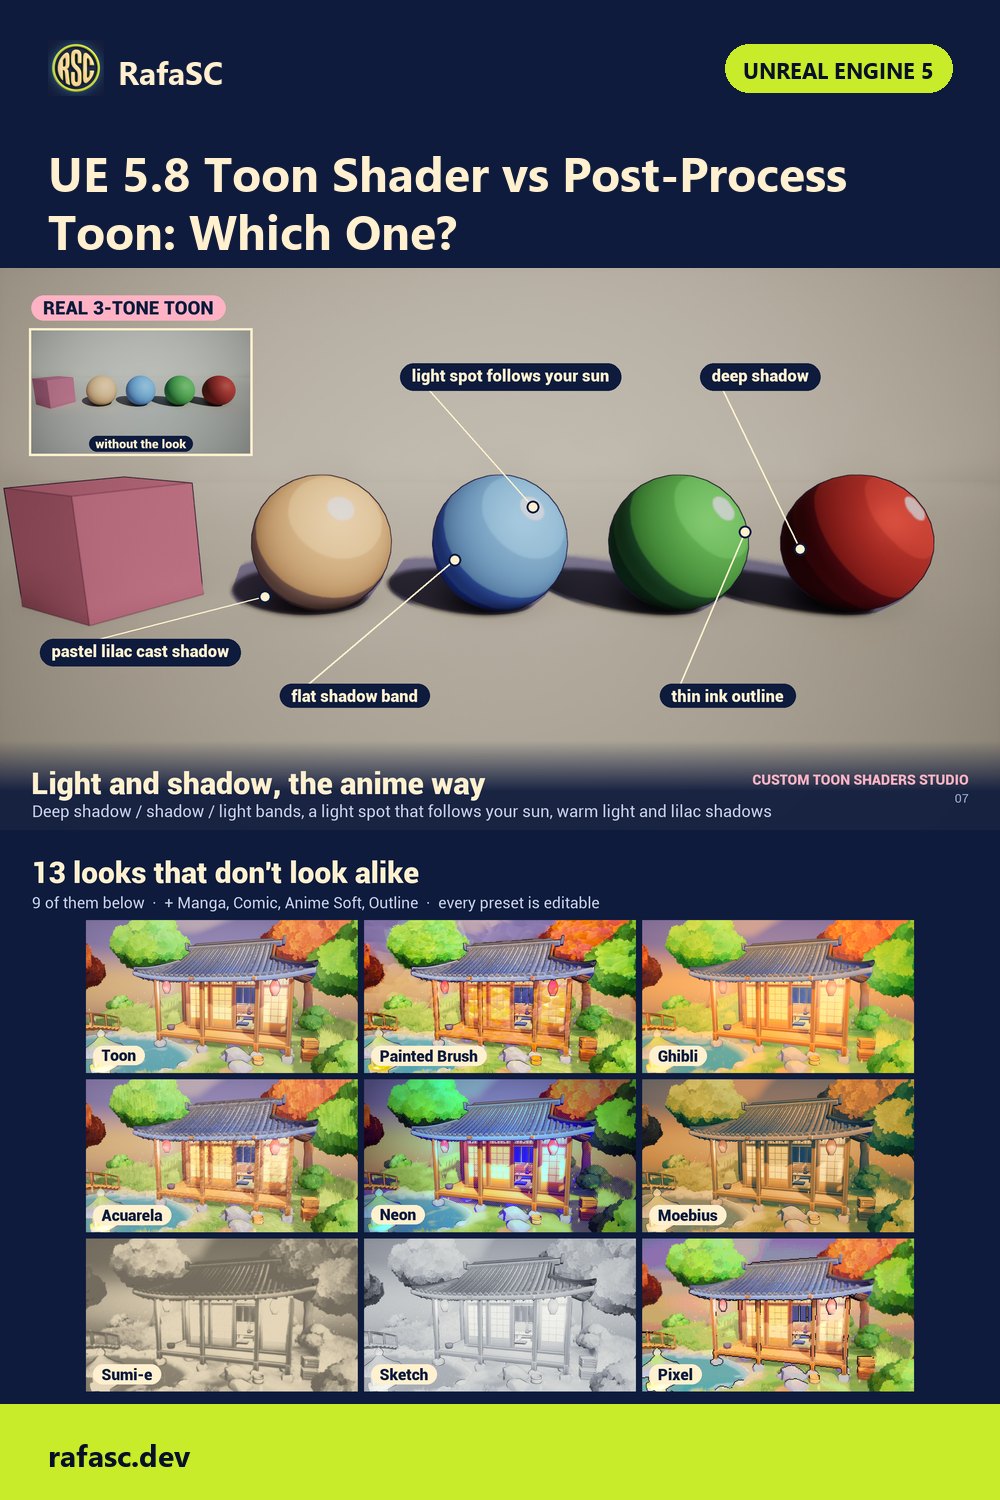 RSC
RafaSC
UNREAL ENGINE 5
UE 5.8 Toon Shader vs Post-Process
Toon: Which One?
REAL 3-TONE TOON
without the look
light spot follows your sun
deep shadow
pastel lilac cast shadow
flat shadow band
thin ink outline
Light and shadow, the anime way
Deep shadow / shadow / light bands, a light spot that follows your sun, warm light and lilac shadows
CUSTOM TOON SHADERS STUDIO
07
13 looks that don't look alike
9 of them below · + Manga, Comic, Anime Soft, Outline · every preset is editable
Toon
Painted Brush
Ghibli
Acuarela
Neon
Moebius
Sumi-e
Sketch
Pixel
rafasc.dev